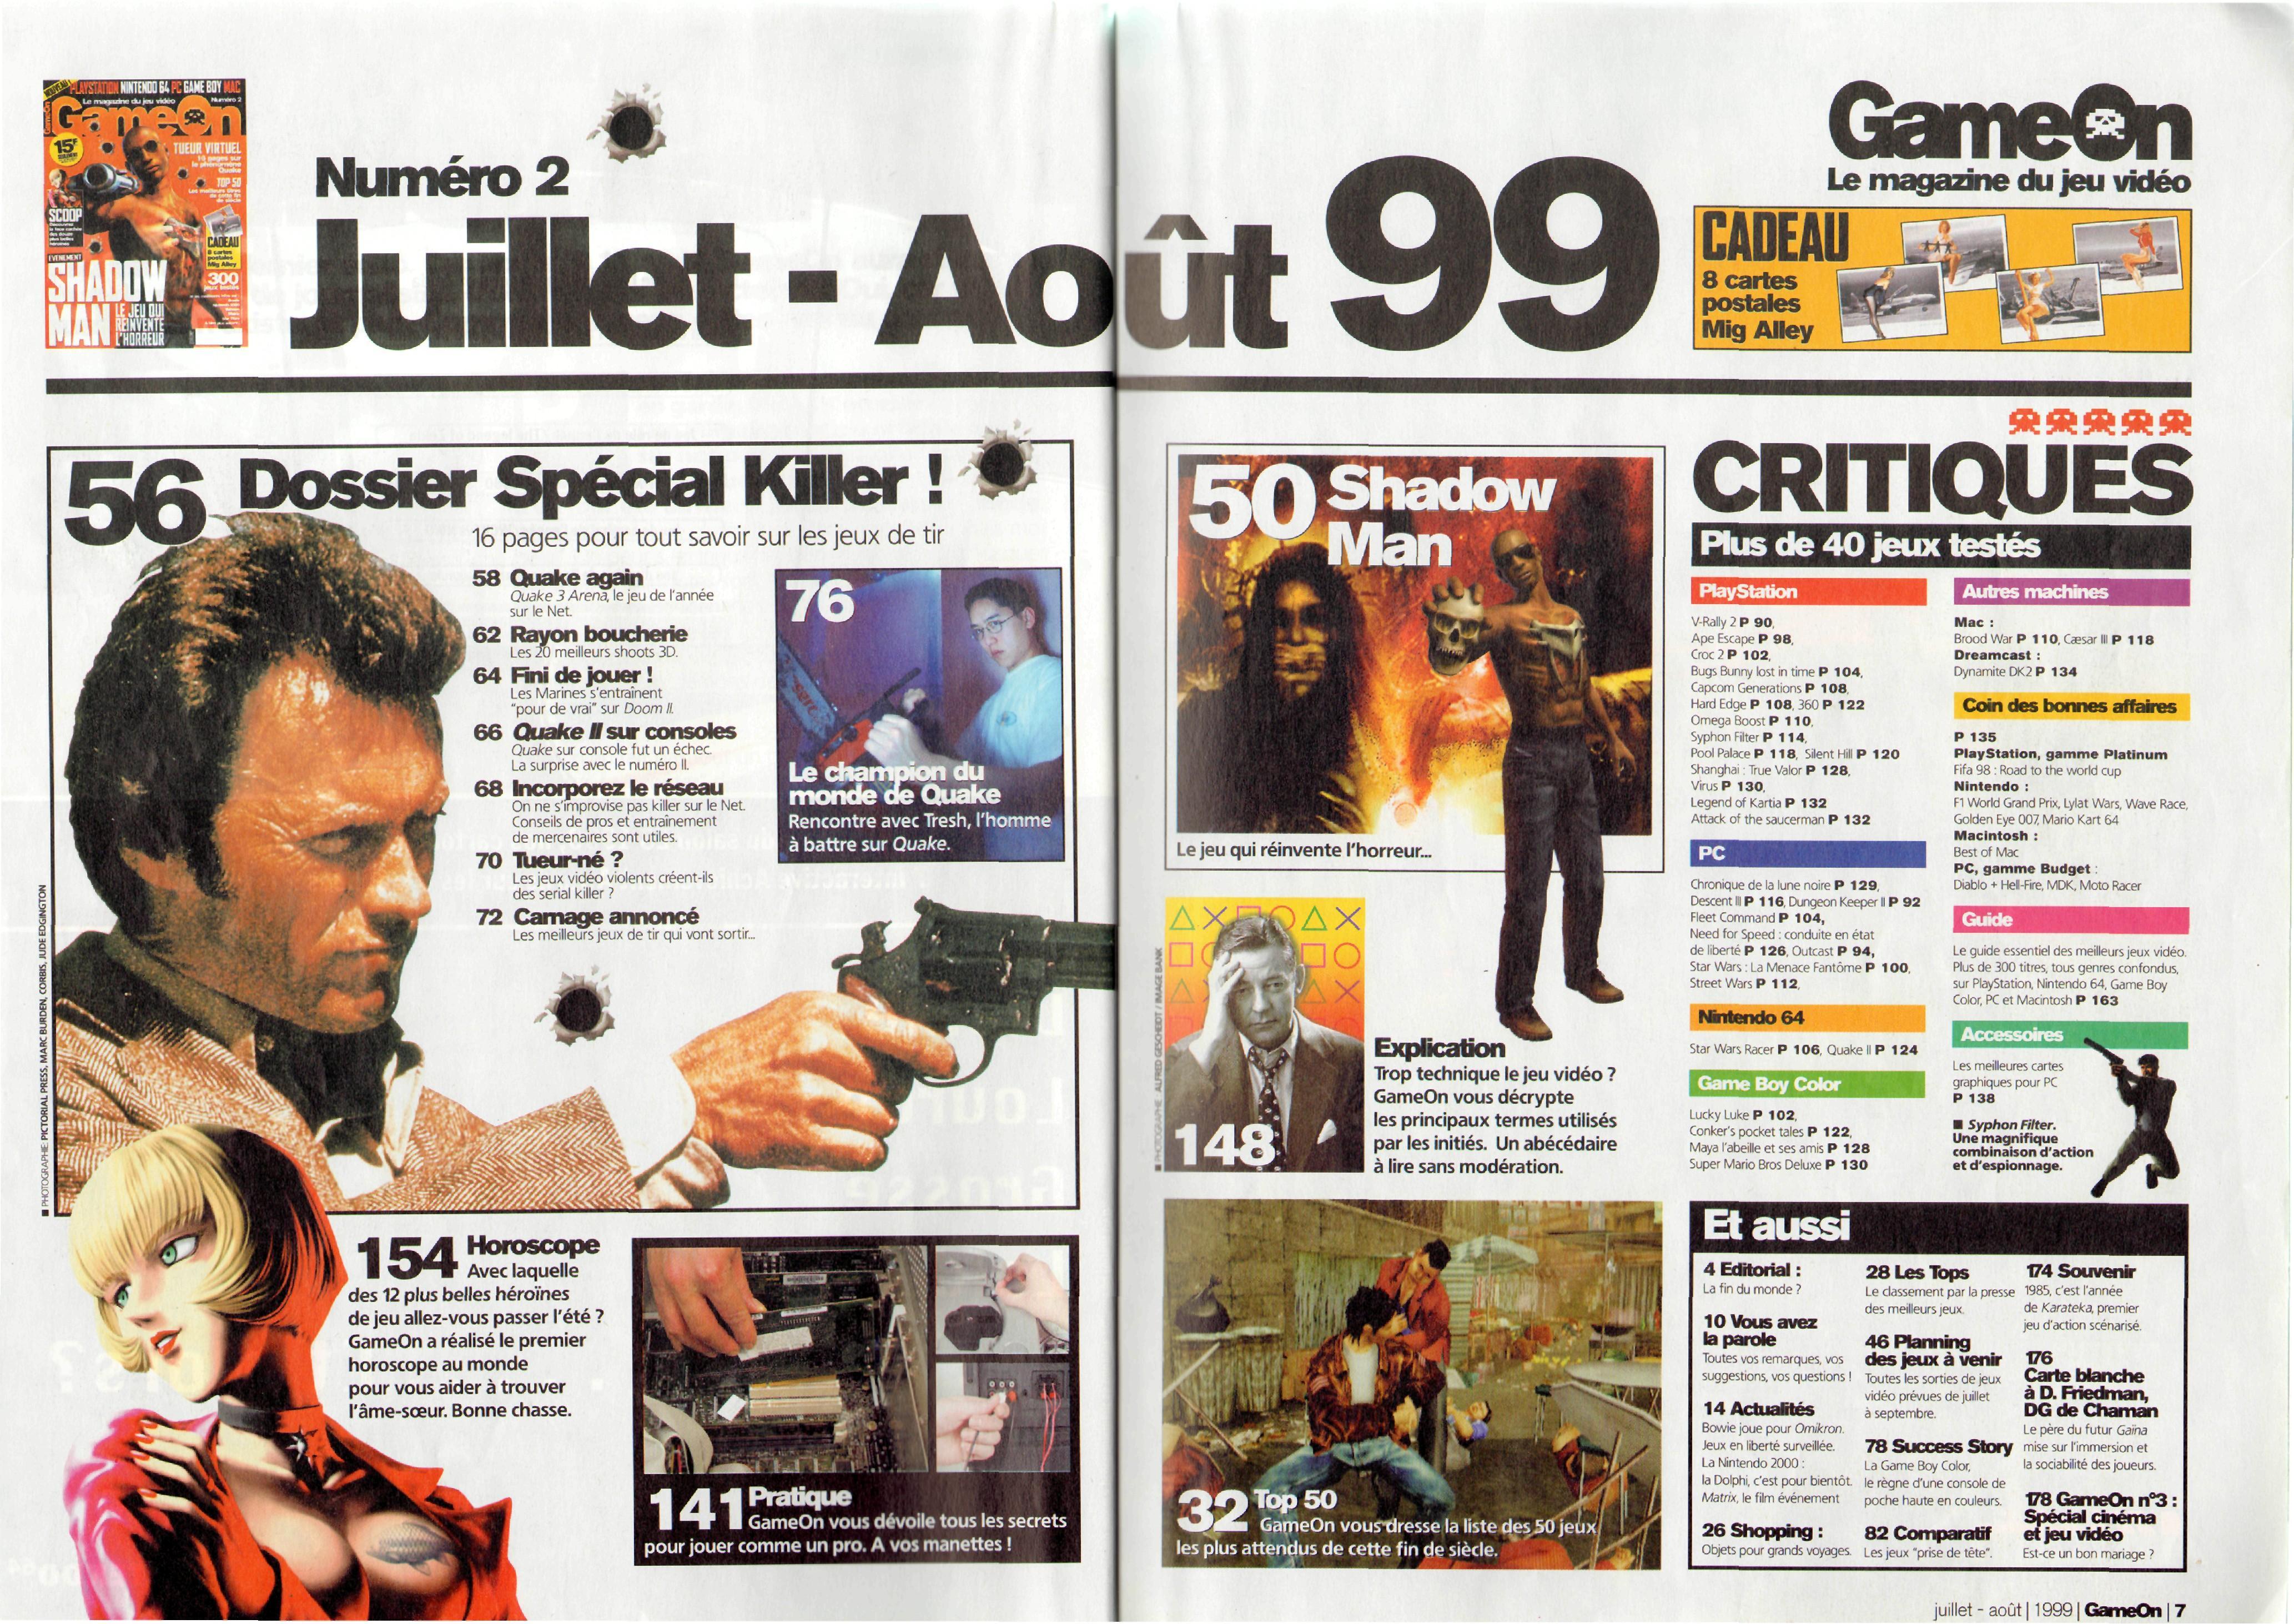 PLAYSTATION NINTENDO 64 PC GAME BOY MAC
Le magazine du jeu vidéo
Numéro 2
GameOn
15F
TUEUR VIRTUEL
TOP 50
SCOOP
CADEAU
8 cartes
postales
Mig Alley
300
SHADOW
MAN
LE JEU QUI
RÉINVENTE
L'HORREUR
Numéro 2
Juillet - Août 99
GameOn
Le magazine du jeu vidéo
CADEAU
8 cartes
postales
Mig Alley
56 Dossier Spécial Killer !
16 pages pour tout savoir sur les jeux de tir
58 Quake again
Quake 3 Arena, le jeu de l'année
sur le Net.
62 Rayon boucherie
Les 20 meilleurs shoots 3D.
64 Fini de jouer !
Les Marines s'entraînent
"pour de vrai" sur Doom II.
66 Quake II sur consoles
Quake sur console fut un échec.
La surprise avec le numéro II.
68 Incorporez le réseau
On ne s'improvise pas killer sur le Net.
Conseils de pros et entraînement
de mercenaires sont utiles.
70 Tueur-né ?
Les jeux vidéo violents créent-ils
des serial killer ?
72 Carnage annoncé
Les meilleurs jeux de tir qui vont sortir...
76
Le champion du
monde de Quake
Rencontre avec Tresh, l'homme
à battre sur Quake.
■ PHOTOGRAPHIE: PICTORIAL PRESS, MARC BURDEN, CORBIS, JUDE EDGINGTON
154 Horoscope
Avec laquelle
des 12 plus belles héroïnes
de jeu allez-vous passer l'été ?
GameOn a réalisé le premier
horoscope au monde
pour vous aider à trouver
l'âme-sœur. Bonne chasse.
141 Pratique
GameOn vous dévoile tous les secrets
pour jouer comme un pro. A vos manettes !
50 Shadow
Man
Le jeu qui réinvente l'horreur...
■ PHOTOGRAPHE ALFRED GESCHEIDT / IMAGE BANK
148
Explication
Trop technique le jeu vidéo ?
GameOn vous décrypte
les principaux termes utilisés
par les initiés. Un abécédaire
à lire sans modération.
32 Top 50
GameOn vous dresse la liste des 50 jeux
les plus attendus de cette fin de siècle.
CRITIQUES
Plus de 40 jeux testés
PlayStation
V-Rally 2 P 90,
Ape Escape P 98,
Croc 2 P 102,
Bugs Bunny lost in time P 104,
Capcom Generations P 108,
Hard Edge P 108, 360 P 122
Omega Boost P 110,
Syphon Filter P 114,
Pool Palace P 118, Silent Hill P 120
Shanghai : True Valor P 128,
Virus P 130,
Legend of Kartia P 132
Attack of the saucerman P 132
PC
Chronique de la lune noire P 129,
Descent III P 116, Dungeon Keeper II P 92
Fleet Command P 104,
Need for Speed : conduite en état
de liberté P 126, Outcast P 94,
Star Wars : La Menace Fantôme P 100,
Street Wars P 112,
Nintendo 64
Star Wars Racer P 106, Quake II P 124
Game Boy Color
Lucky Luke P 102,
Conker's pocket tales P 122,
Maya l'abeille et ses amis P 128
Super Mario Bros Deluxe P 130
Autres machines
Mac :
Brood War P 110, Cæsar III P 118
Dreamcast :
Dynamite DK2 P 134
Coin des bonnes affaires
P 135
PlayStation, gamme Platinum
Fifa 98 : Road to the world cup
Nintendo :
F1 World Grand Prix, Lylat Wars, Wave Race,
Golden Eye 007, Mario Kart 64
Macintosh :
Best of Mac
PC, gamme Budget :
Diablo + Hell-Fire, MDK, Moto Racer
Guide
Le guide essentiel des meilleurs jeux vidéo.
Plus de 300 titres, tous genres confondus,
sur PlayStation, Nintendo 64, Game Boy
Color, PC et Macintosh P 163
Accessoires
Les meilleures cartes
graphiques pour PC
P 138
■ Syphon Filter.
Une magnifique
combinaison d'action
et d'espionnage.
Et aussi
4 Editorial :
La fin du monde ?
10 Vous avez
la parole
Toutes vos remarques, vos
suggestions, vos questions !
14 Actualités
Bowie joue pour Omikron.
Jeux en liberté surveillée.
La Nintendo 2000 :
la Dolphi, c'est pour bientôt.
Matrix, le film événement
26 Shopping :
Objets pour grands voyages.
28 Les Tops
Le classement par la presse
des meilleurs jeux.
46 Planning
des jeux à venir
Toutes les sorties de jeux
vidéo prévues de juillet
à septembre.
78 Success Story
La Game Boy Color,
le règne d'une console de
poche haute en couleurs.
82 Comparatif
Les jeux "prise de tête".
174 Souvenir
1985, c'est l'année
de Karateka, premier
jeu d'action scénarisé.
176
Carte blanche
à D. Friedman,
DG de Chaman
Le père du futur Gaïna
mise sur l'immersion et
la sociabilité des joueurs.
178 GameOn n°3 :
Spécial cinéma
et jeu vidéo
Est-ce un bon mariage ?
juillet - août | 1999 | GameOn | 7